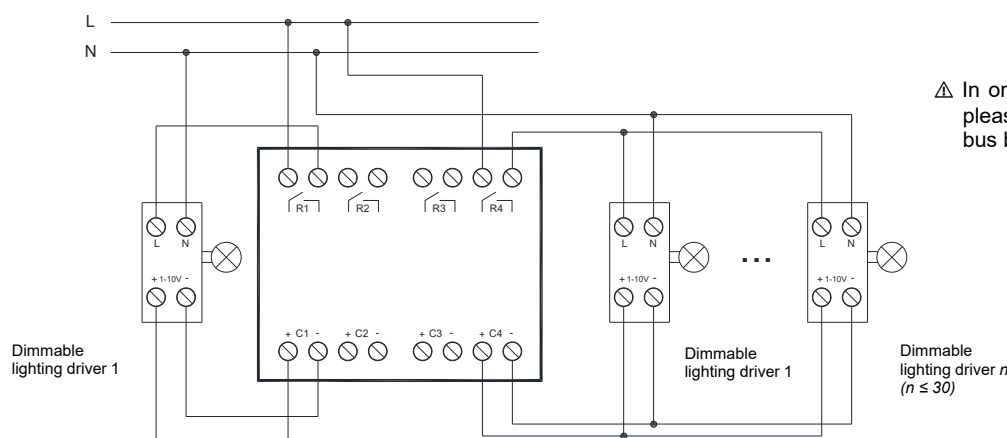 L
N
⚠ In or
pleas
bus b
R1 R2 R3 R4
L N
L N
L N
+ 1-10V -
+ 1-10V -
+ 1-10V -
...
+ C1 - + C2 - + C3 - + C4 -
Dimmable
lighting driver 1
Dimmable
lighting driver 1
Dimmable
lighting driver n
(n ≤ 30)